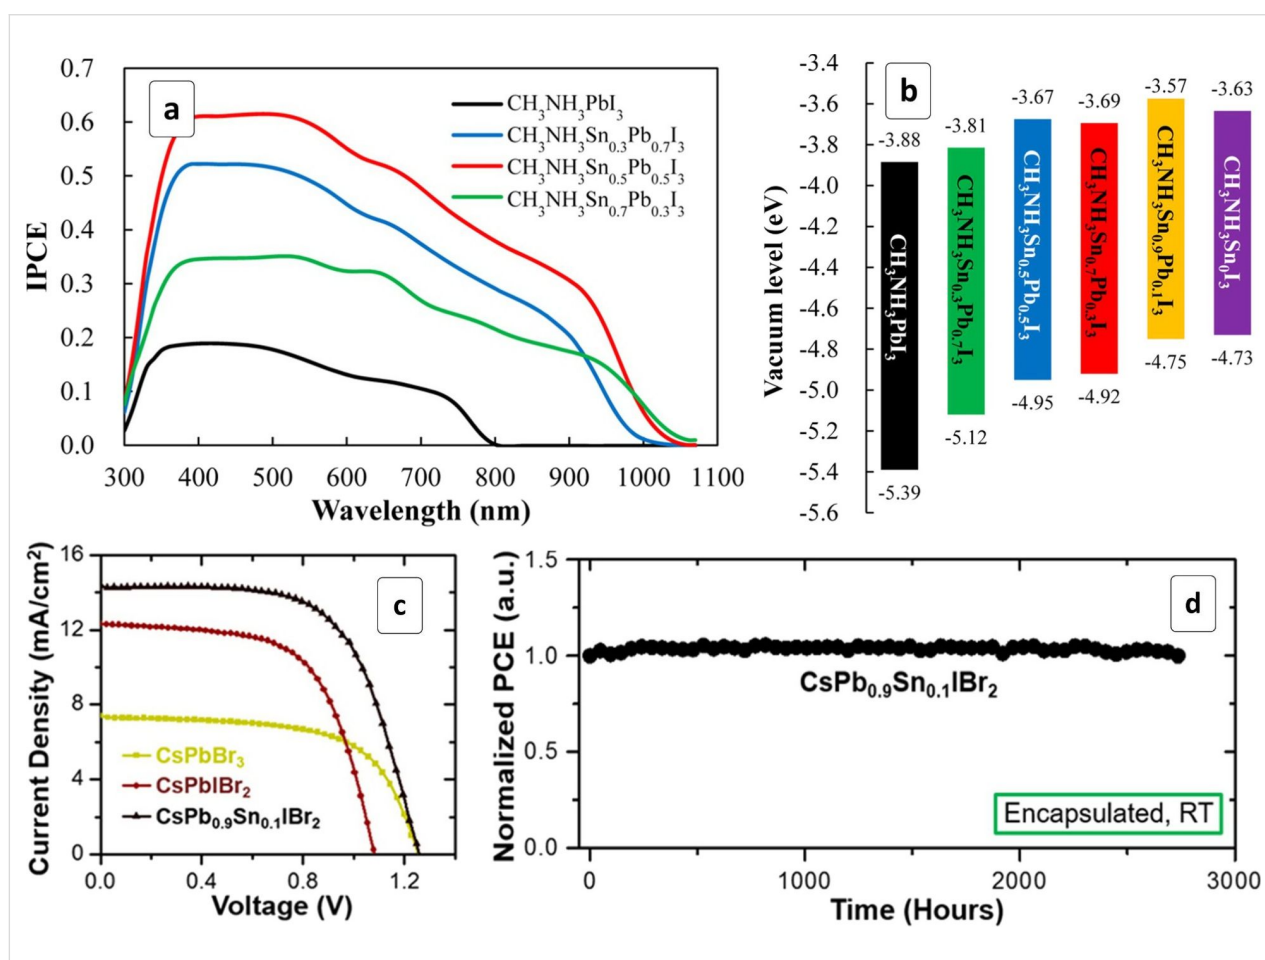 a
0.7
0.6
0.5
0.4
0.3
0.2
0.1
0.0
IPCE
300 400 500 600 700 800 900 1000 1100
Wavelength (nm)
CH₃NH₃PbI₃
CH₃NH₃Sn₀.₃Pb₀.₇I₃
CH₃NH₃Sn₀.₅Pb₀.₅I₃
CH₃NH₃Sn₀.₇Pb₀.₃I₃
b
-3.4
-3.6
-3.8
-4.0
-4.2
-4.4
-4.6
-4.8
-5.0
-5.2
-5.4
-5.6
Vacuum level (eV)
-3.88
CH₃NH₃PbI₃
-5.39
-3.81
CH₃NH₃Sn₀.₃Pb₀.₇I₃
-5.12
-3.67
CH₃NH₃Sn₀.₅Pb₀.₅I₃
-4.95
-3.69
CH₃NH₃Sn₀.₇Pb₀.₃I₃
-4.92
-3.57
CH₃NH₃Sn₀.₉Pb₀.₁I₃
-4.75
-3.63
CH₃NH₃Sn₀I₃
-4.73
c
16
12
8
4
0
Current Density (mA/cm²)
0.0 0.4 0.8 1.2
Voltage (V)
CsPbBr₃
CsPbIBr₂
CsPb₀.₉Sn₀.₁IBr₂
d
1.5
1.0
0.5
0.0
Normalized PCE (a.u.)
CsPb₀.₉Sn₀.₁IBr₂
Encapsulated, RT
0 1000 2000 3000
Time (Hours)